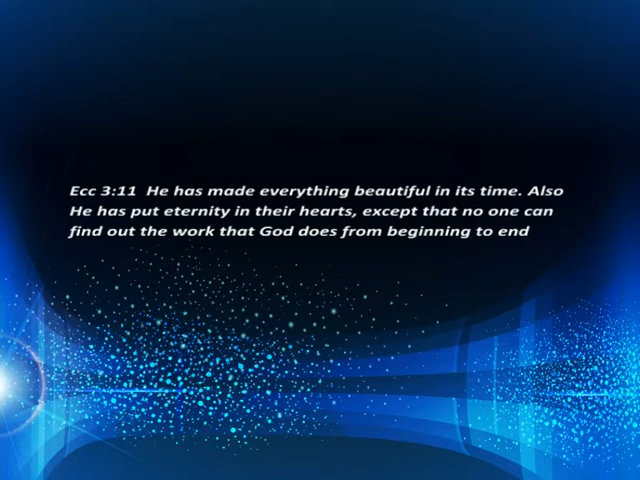 Ecc 3:11  He has made everything beautiful in its time. Also
He has put eternity in their hearts, except that no one can
find out the work that God does from beginning to end